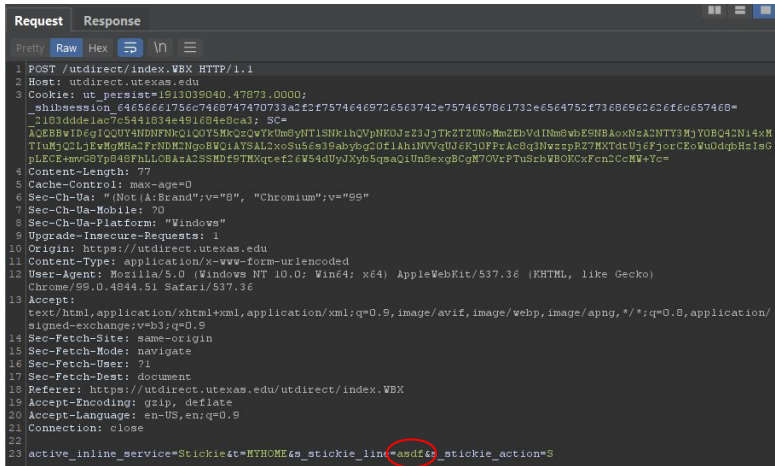 Request Response
Pretty Raw Hex \n
1 POST /utdirect/index.WBX HTTP/1.1
2 Host: utdirect.utexas.edu
3 Cookie: ut_persist=1913039040.47873.0000;
4 Content-Length: 77
5 Cache-Control: max-age=0
6 Sec-Ch-Ua: "(Not(A:Brand";v="8", "Chromium";v="99"
7 Sec-Ch-Ua-Mobile: ?0
8 Sec-Ch-Ua-Platform: "Windows"
9 Upgrade-Insecure-Requests: 1
10 Origin: https://utdirect.utexas.edu
11 Content-Type: application/x-www-form-urlencoded
12 User-Agent: Mozilla/5.0 (Windows NT 10.0; Win64; x64) AppleWebKit/537.36 (KHTML, like Gecko)
Chrome/99.0.4844.51 Safari/537.36
13 Accept:
text/html,application/xhtml+xml,application/xml;q=0.9,image/avif,image/webp,image/apng,*/*;q=0.8,application/
signed-exchange;v=b3;q=0.9
14 Sec-Fetch-Site: same-origin
15 Sec-Fetch-Mode: navigate
16 Sec-Fetch-User: ?1
17 Sec-Fetch-Dest: document
18 Referer: https://utdirect.utexas.edu/utdirect/index.WBX
19 Accept-Encoding: gzip, deflate
20 Accept-Language: en-US,en;q=0.9
21 Connection: close
22
23 active_inline_service=Stickie&t=MYHOME&s_stickie_line=asdf&s_stickie_action=S